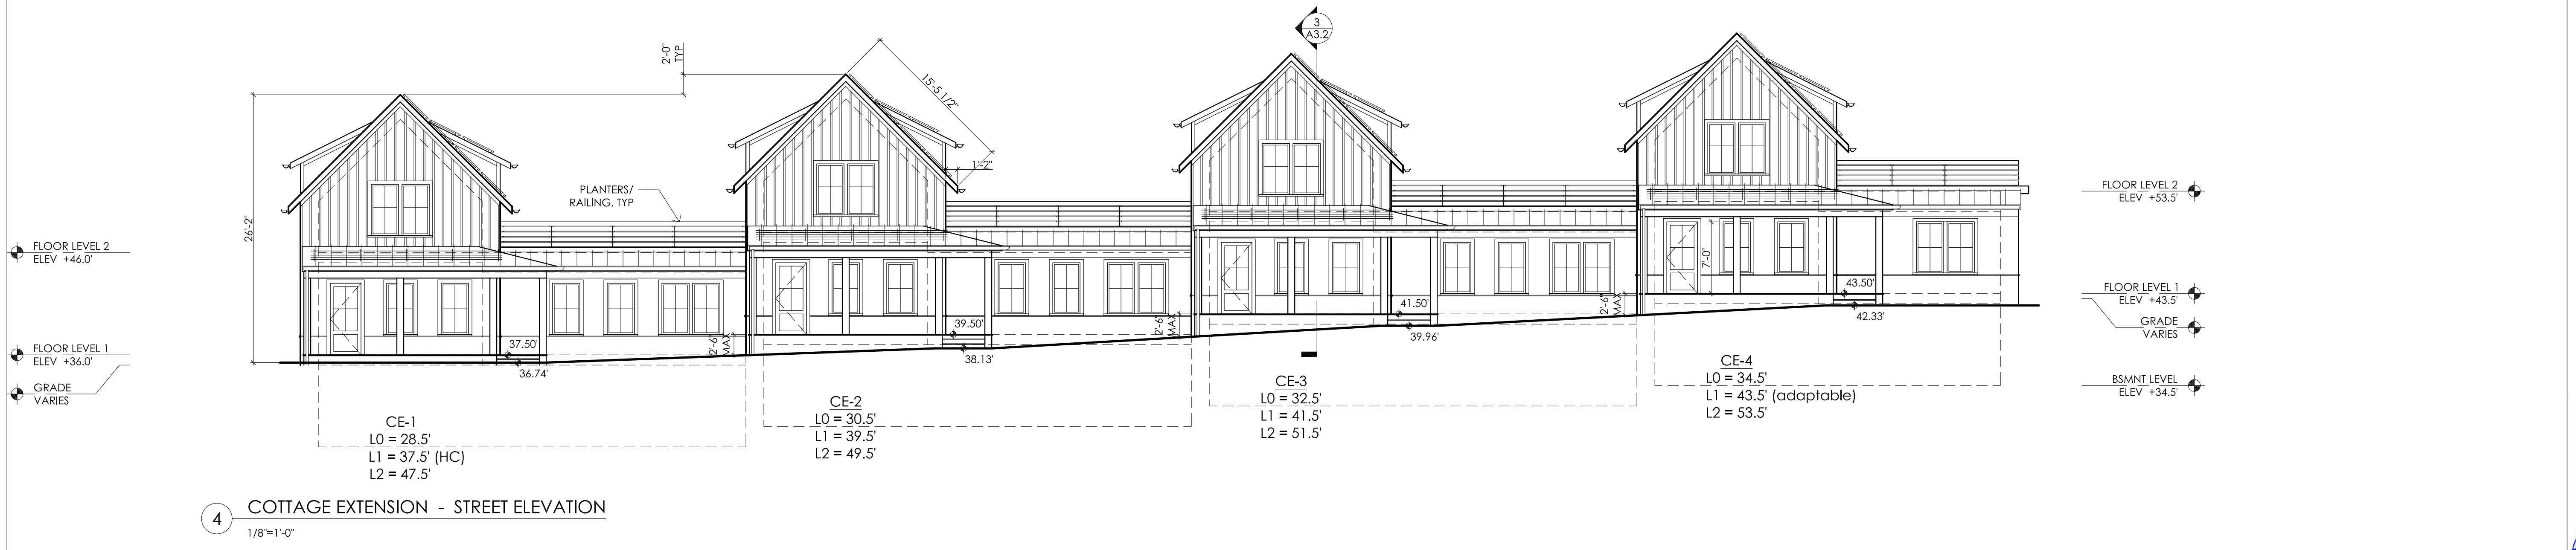 3
A3.2
2'-0"
TYP
15'-5 1/2"
1'-2"
26'-2"
PLANTERS/
RAILING, TYP
FLOOR LEVEL 2
ELEV +46.0'
FLOOR LEVEL 1
ELEV +36.0'
GRADE
VARIES
37.50'
36.74'
2'-6"
MAX
39.50'
38.13'
2'-6"
MAX
41.50'
39.96'
2'-6"
MAX
7'-0"
43.50'
42.33'
FLOOR LEVEL 2
ELEV +53.5'
FLOOR LEVEL 1
ELEV +43.5'
GRADE
VARIES
BSMNT LEVEL
ELEV +34.5'
CE-1
L0 = 28.5'
L1 = 37.5' (HC)
L2 = 47.5'
CE-2
L0 = 30.5'
L1 = 39.5'
L2 = 49.5'
CE-3
L0 = 32.5'
L1 = 41.5'
L2 = 51.5'
CE-4
L0 = 34.5'
L1 = 43.5' (adaptable)
L2 = 53.5'
4
COTTAGE EXTENSION - STREET ELEVATION
1/8"=1'-0"